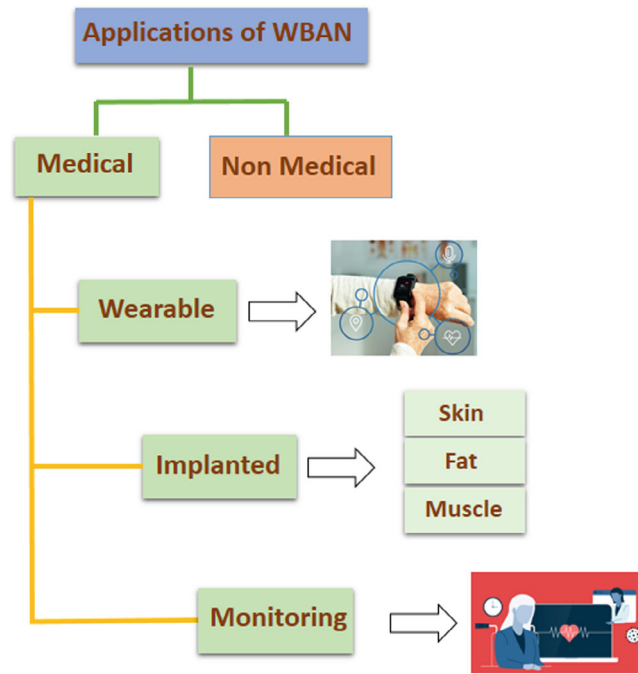 Applications of WBAN
Medical
Non Medical
Wearable
Implanted
Skin
Fat
Muscle
Monitoring